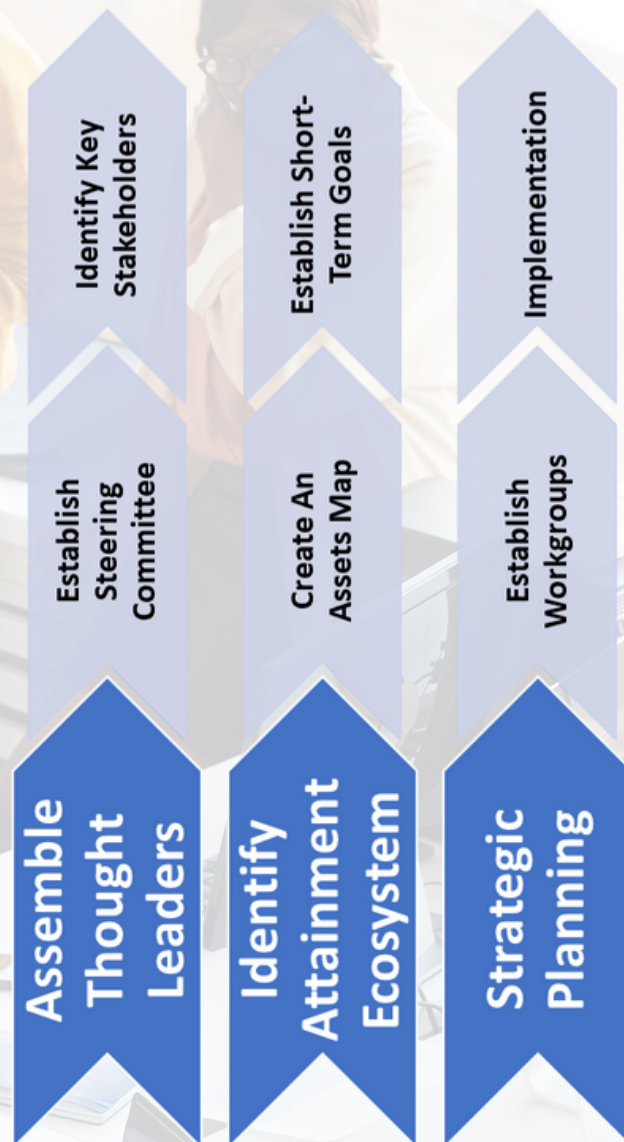 Assemble
Thought
Leaders
Establish
Steering
Committee
Identify Key
Stakeholders
Identify
Attainment
Ecosystem
Create An
Assets Map
Establish Short-
Term Goals
Strategic
Planning
Establish
Workgroups
Implementation